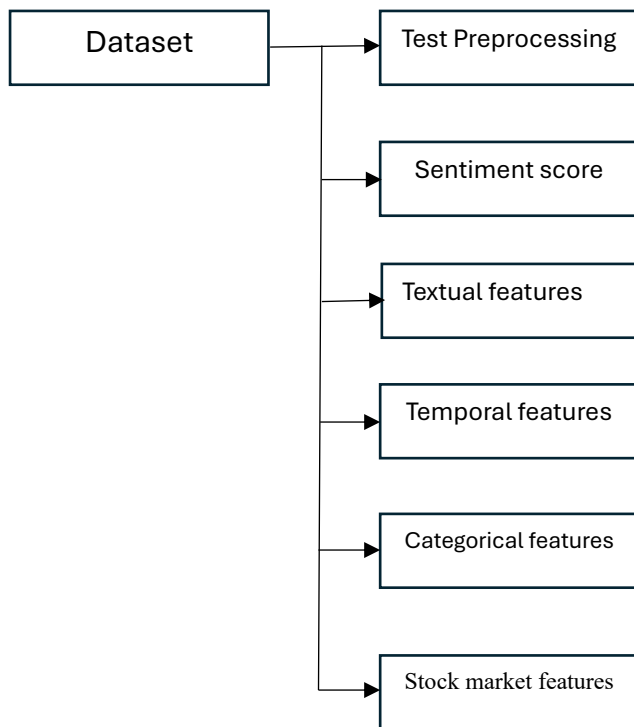 Dataset
Test Preprocessing
Sentiment score
Textual features
Temporal features
Categorical features
Stock market features